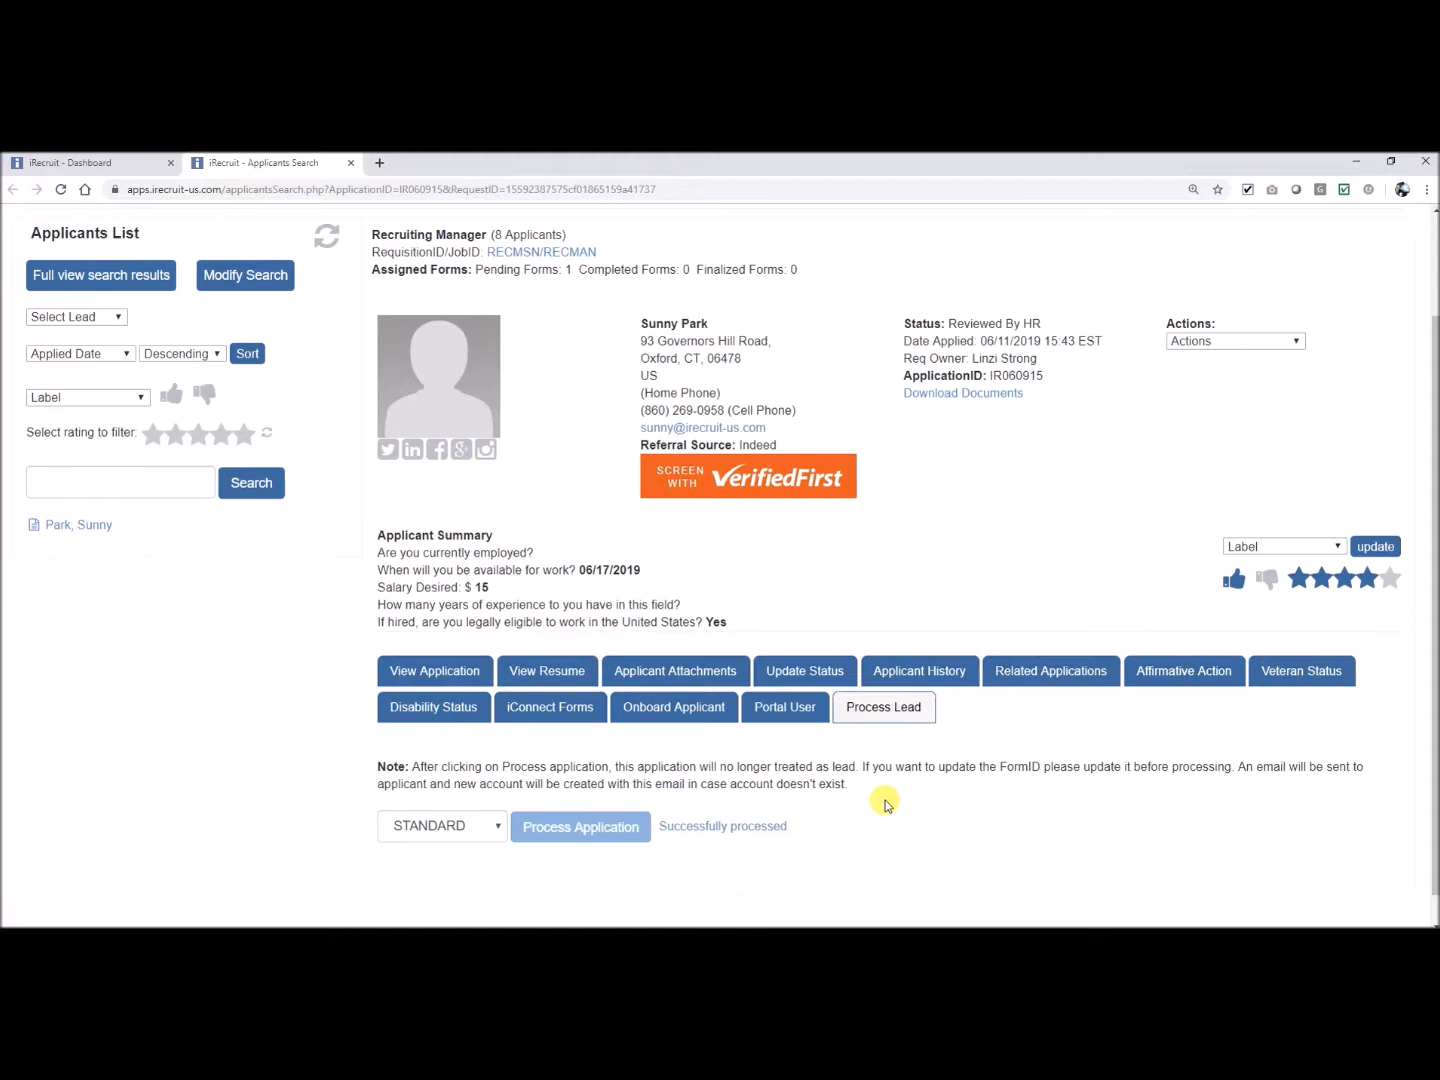 iRecruit - Dashboard
iRecruit - Applicants Search
apps.irecruit-us.com/applicantsSearch.php?ApplicationID=IR060915&RequestID=15592387575cf01865159a41737
Applicants List
Full view search results
Modify Search
Select Lead
Applied Date
Descending
Sort
Label
Select rating to filter:
Search
Park, Sunny
Recruiting Manager (8 Applicants)
RequisitionID/JobID: RECMSN/RECMAN
Assigned Forms: Pending Forms: 1 Completed Forms: 0 Finalized Forms: 0
Sunny Park
93 Governors Hill Road,
Oxford, CT, 06478
US
(Home Phone)
(860) 269-0958 (Cell Phone)
sunny@irecruit-us.com
Referral Source: Indeed
SCREEN WITH VerifiedFirst
Status: Reviewed By HR
Date Applied: 06/11/2019 15:43 EST
Req Owner: Linzi Strong
ApplicationID: IR060915
Download Documents
Actions:
Actions
Applicant Summary
Are you currently employed?
When will you be available for work? 06/17/2019
Salary Desired: $ 15
How many years of experience to you have in this field?
If hired, are you legally eligible to work in the United States? Yes
Label
update
View Application
View Resume
Applicant Attachments
Update Status
Applicant History
Related Applications
Affirmative Action
Veteran Status
Disability Status
iConnect Forms
Onboard Applicant
Portal User
Process Lead
Note: After clicking on Process application, this application will no longer treated as lead. If you want to update the FormID please update it before processing. An email will be sent to
applicant and new account will be created with this email in case account doesn't exist.
STANDARD
Process Application
Successfully processed